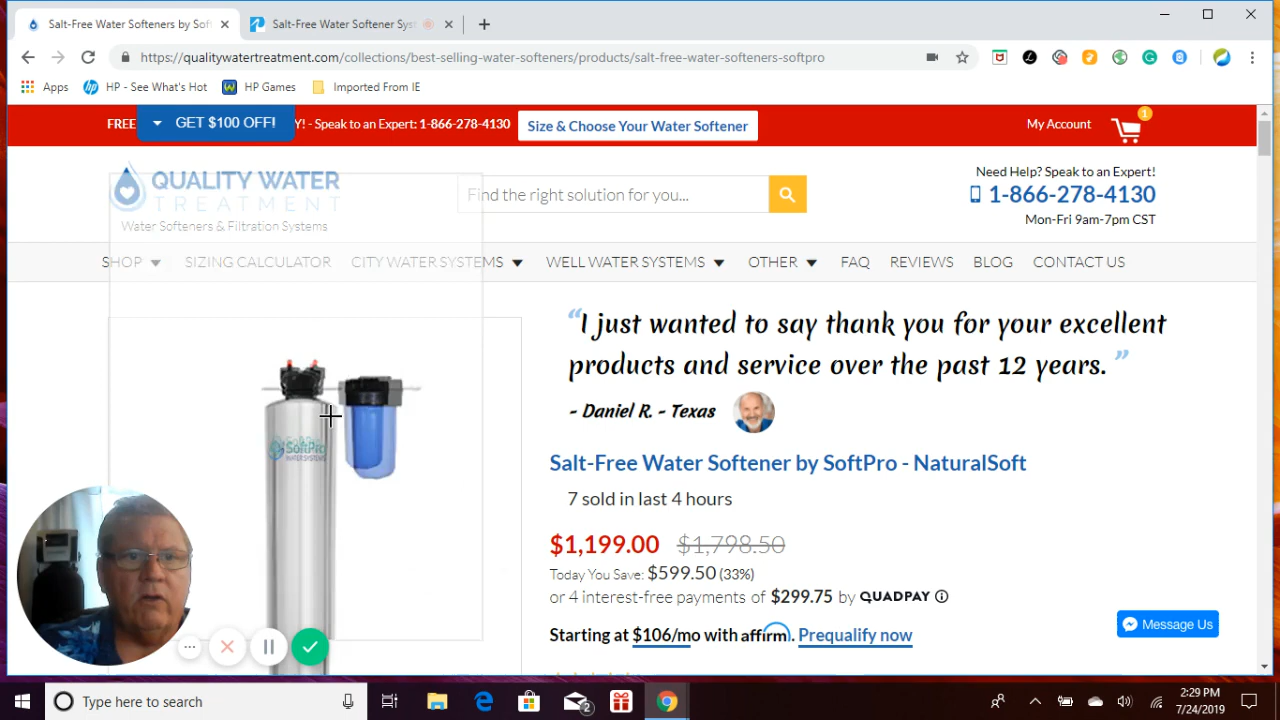 Salt-Free Water Softeners by Soft
Salt-Free Water Softener Sys
https://qualitywatertreatment.com/collections/best-selling-water-softeners/products/salt-free-water-softeners-softpro
Apps
HP - See What's Hot
HP Games
Imported From IE
FREE
GET $100 OFF!
Y! - Speak to an Expert: 1-866-278-4130
Size & Choose Your Water Softener
My Account
1
QUALITY WATER
TREATMENT
Water Softeners & Filtration Systems
Find the right solution for you...
Need Help? Speak to an Expert!
1-866-278-4130
Mon-Fri 9am-7pm CST
SHOP
SIZING CALCULATOR
CITY WATER SYSTEMS
WELL WATER SYSTEMS
OTHER
FAQ
REVIEWS
BLOG
CONTACT US
“I just wanted to say thank you for your excellent
products and service over the past 12 years.”
- Daniel R. - Texas
SoftPro
WATER SYSTEMS
Salt-Free Water Softener by SoftPro - NaturalSoft
7 sold in last 4 hours
$1,199.00 $1,798.50
Today You Save: $599.50 (33%)
or 4 interest-free payments of $299.75 by QUADPAY
Starting at $106/mo with affirm. Prequalify now
Message Us
Type here to search
2
2:29 PM
7/24/2019